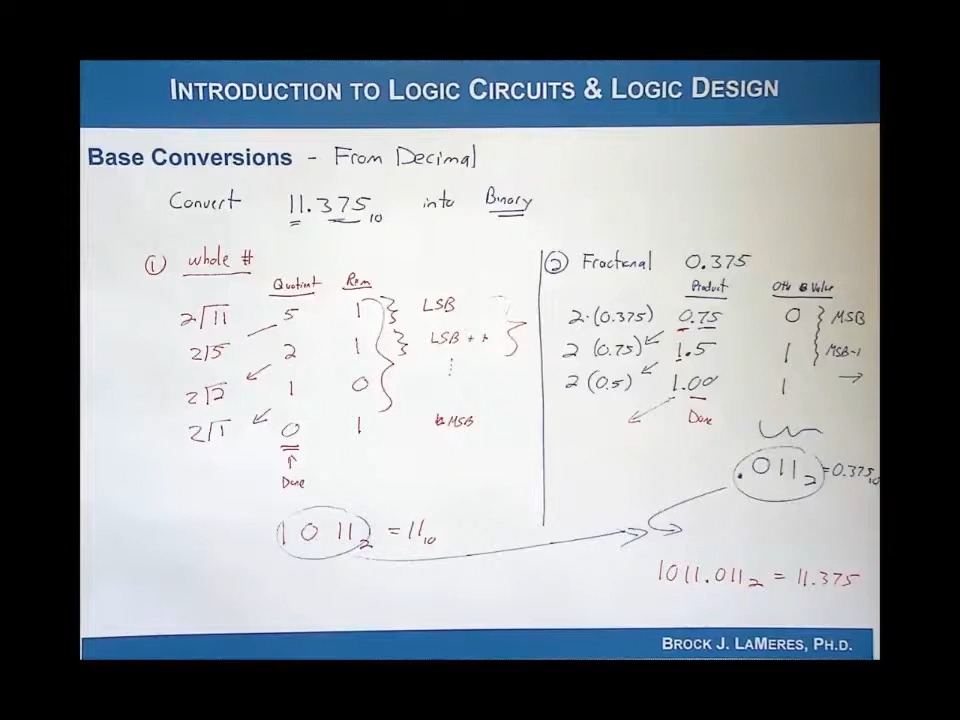 INTRODUCTION TO LOGIC CIRCUITS & LOGIC DESIGN
Base Conversions - From Decimal
Convert 11.375₁₀ into Binary
① whole #
Quotient Rem
2√11 5 1 LSB
2√5 2 1 LSB++
2√2 1 0 ⋮
2√1 0 1 MSB
↑
Done
1011₂ = 11₁₀
② Fractional 0.375
Product Value
2·(0.375) 0.75 0 MSB
2 (0.75) 1.5 1 MSB-1
2 (0.5) 1.00 1 →
Done
.011₂ = 0.375₁₀
1011.011₂ = 11.375
BROCK J. LAMERES, PH.D.